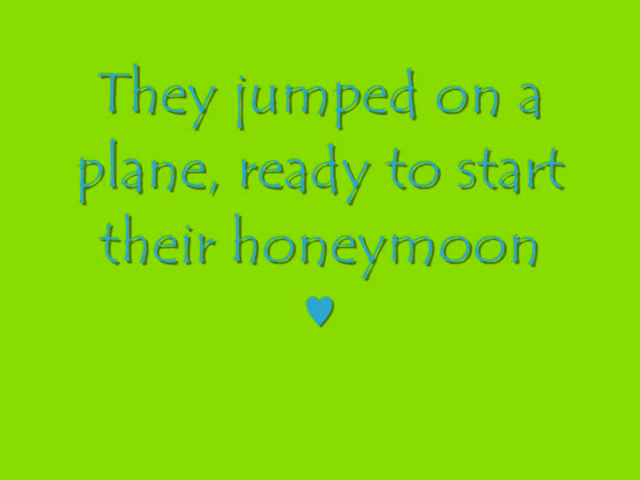 They jumped on a
plane, ready to start
their honeymoon
♥